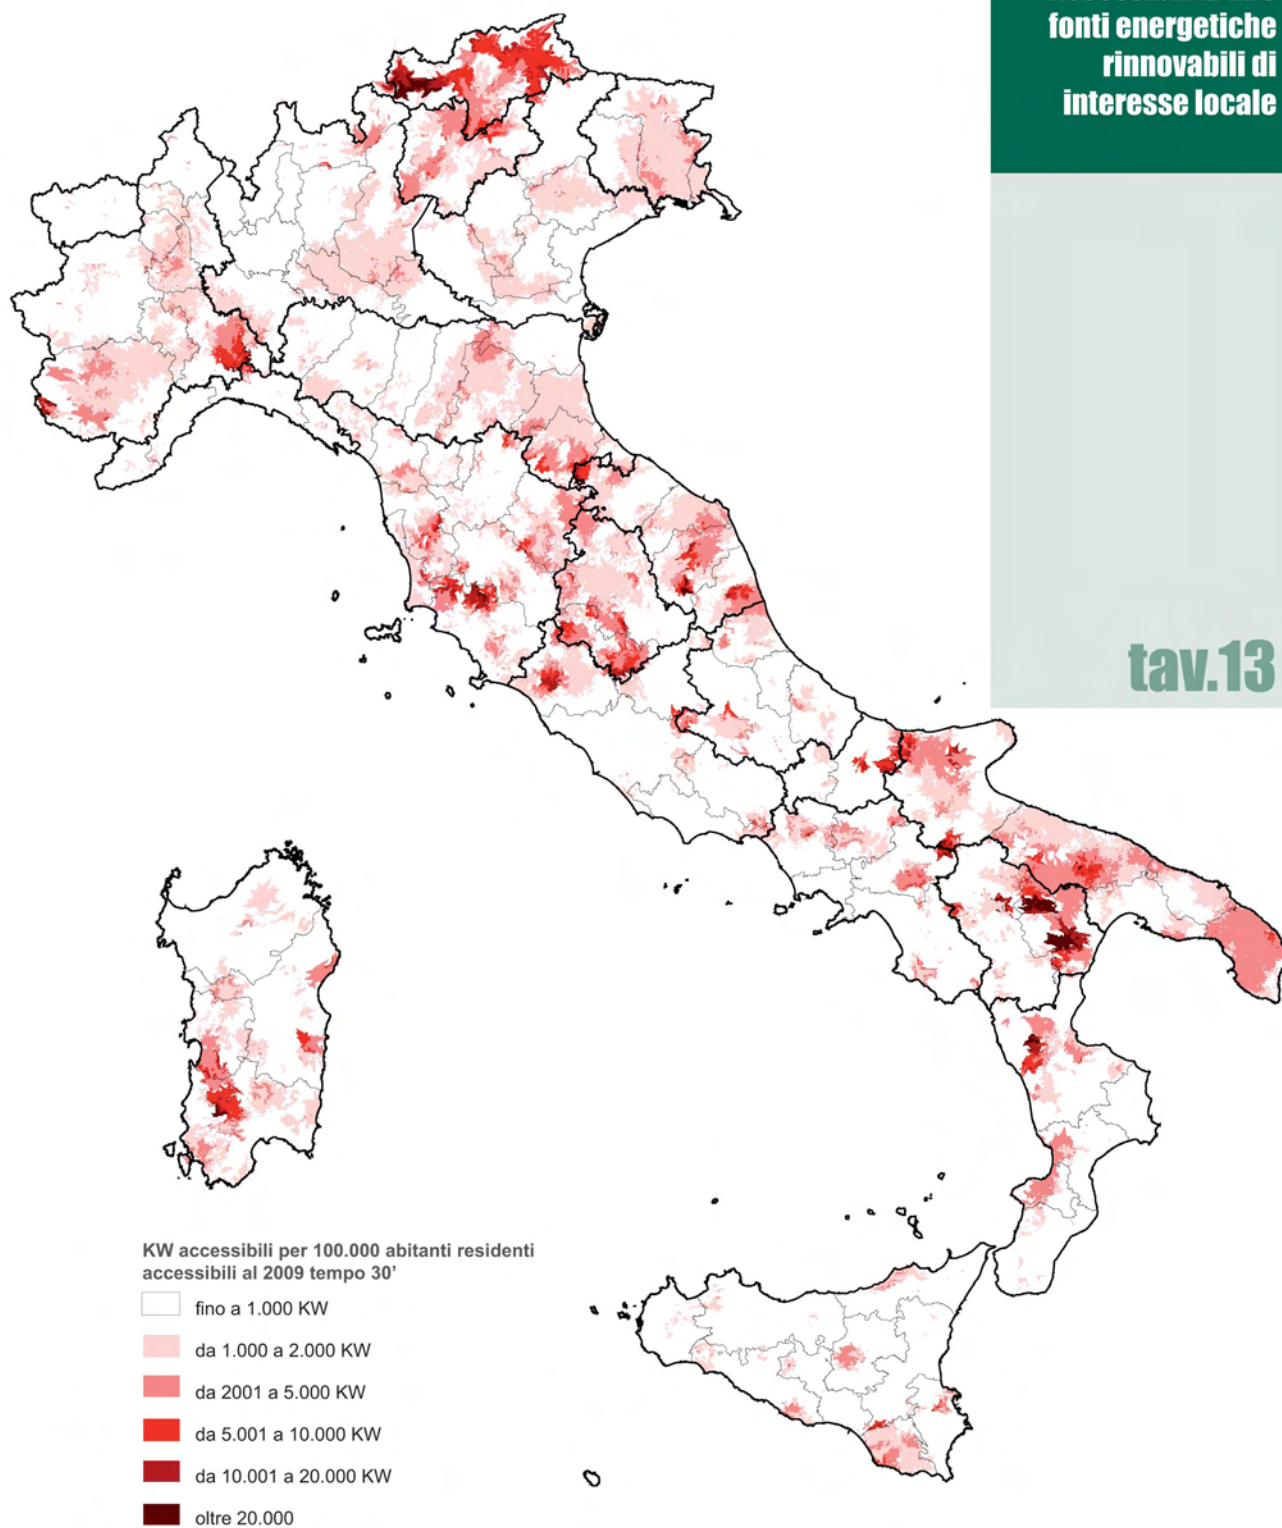 fonti energetiche
rinnovabili di
interesse locale
tav.13
KW accessibili per 100.000 abitanti residenti
accessibili al 2009 tempo 30'
fino a 1.000 KW
da 1.000 a 2.000 KW
da 2001 a 5.000 KW
da 5.001 a 10.000 KW
da 10.001 a 20.000 KW
oltre 20.000